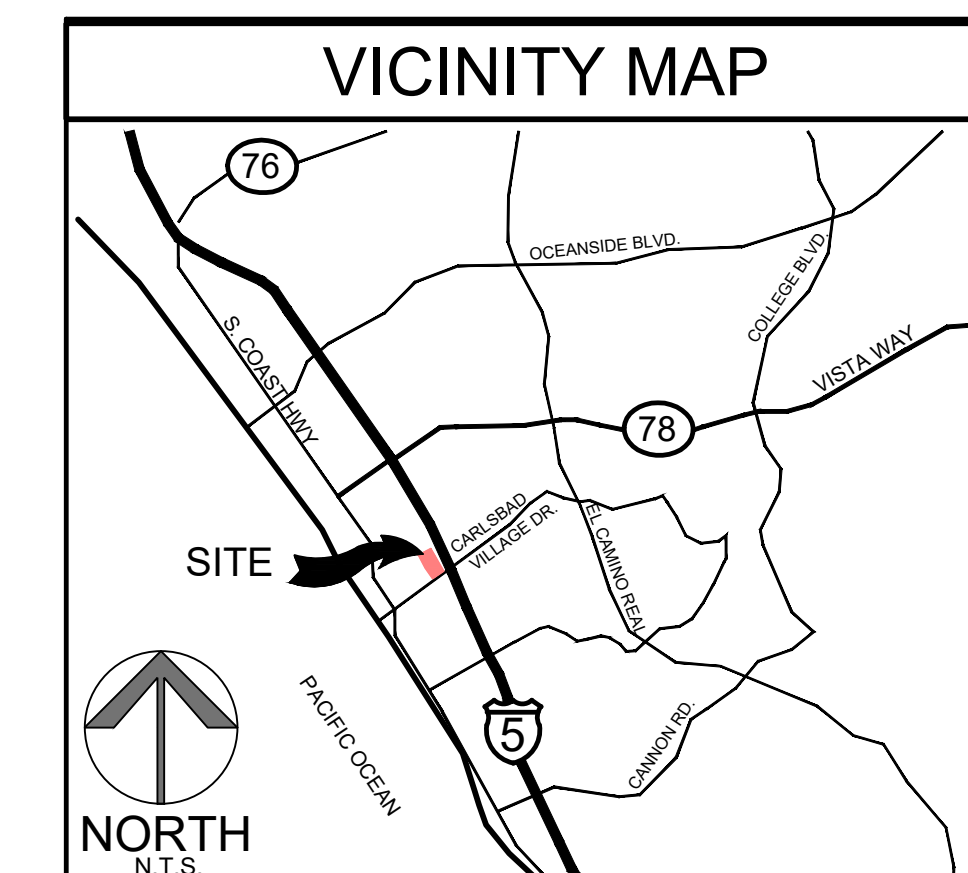 VICINITY MAP
76
OCEANSIDE BLVD.
COLLEGE BLVD.
S. COAST HWY
VISTA WAY
78
CARLSBAD
VILLAGE DR.
EL CAMINO REAL
SITE
PACIFIC OCEAN
5
CANNON RD.
NORTH
N.T.S.